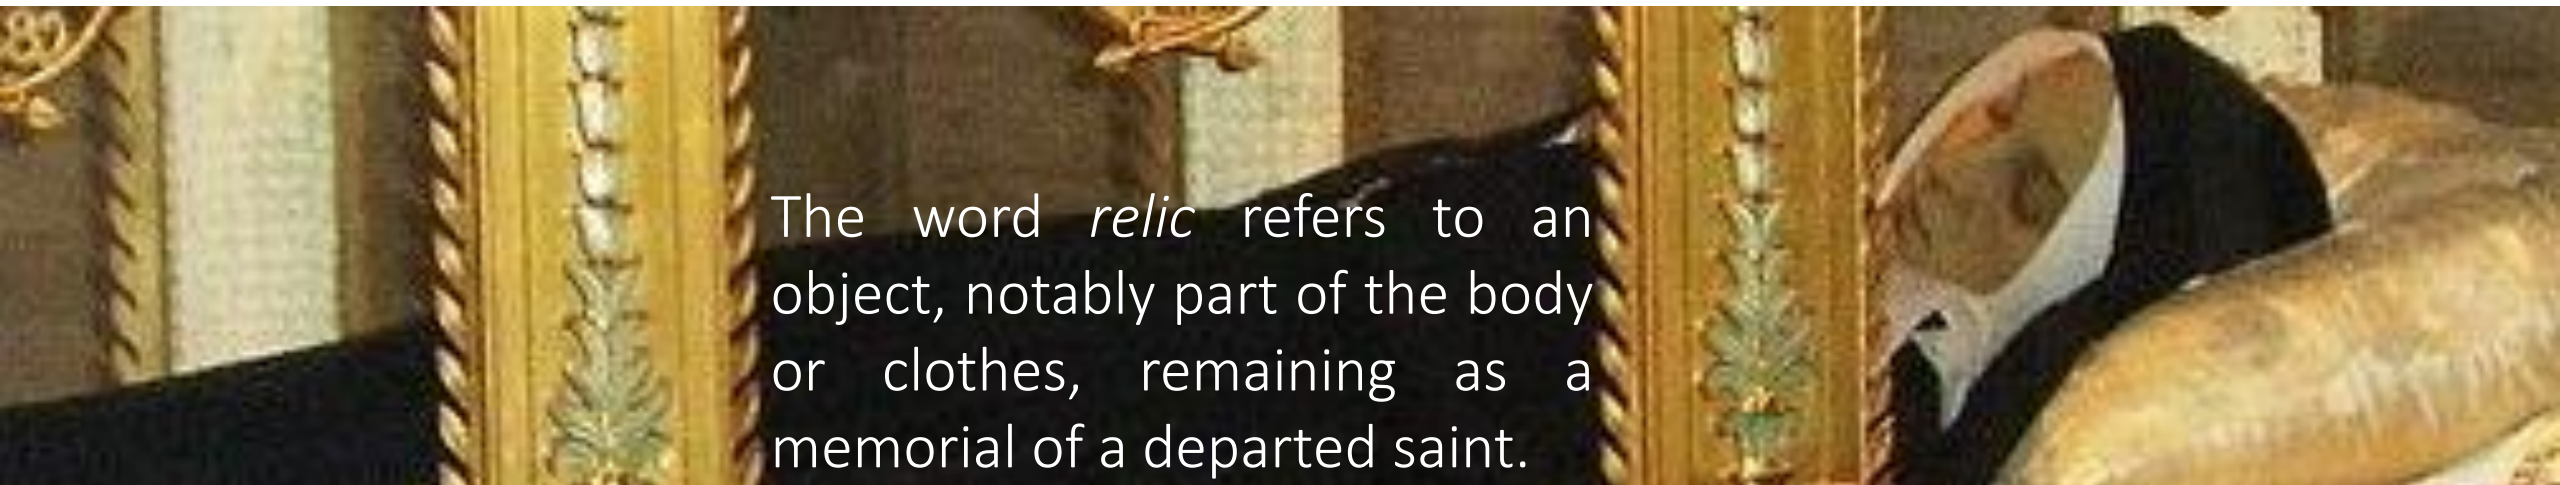 The word relic refers to an
object, notably part of the body
or clothes, remaining as a
memorial of a departed saint.